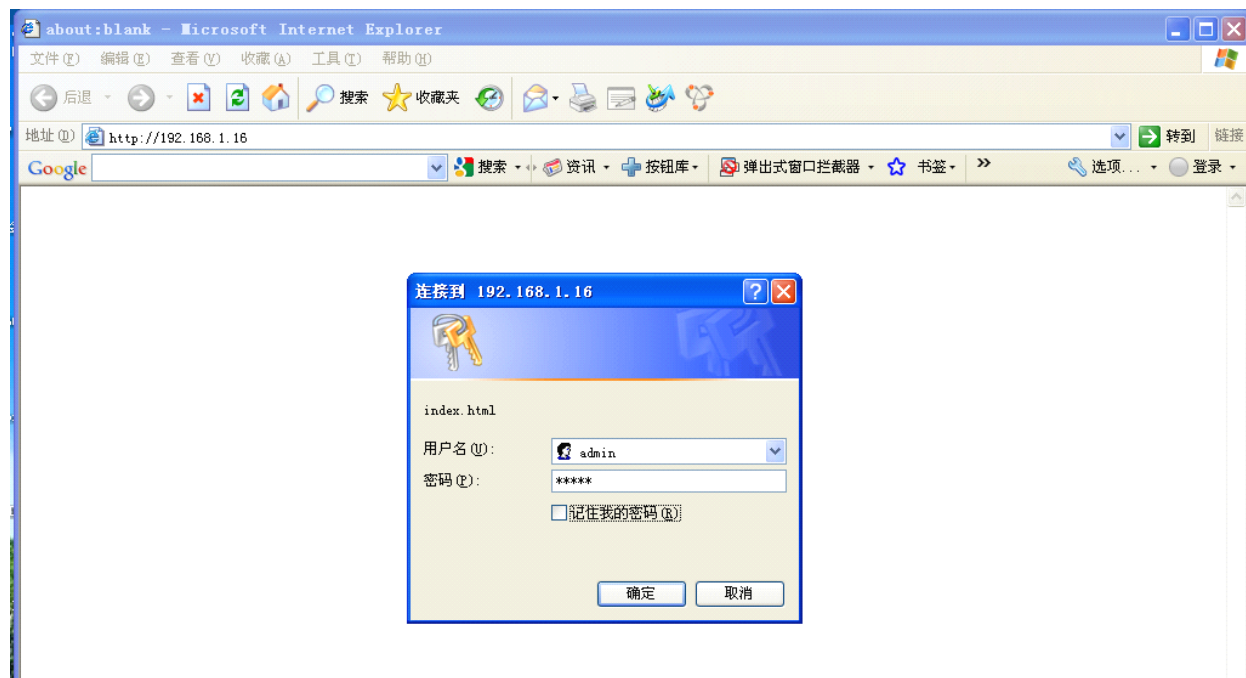 about:blank - Microsoft Internet Explorer
文件(F) 编辑(E) 查看(V) 收藏(A) 工具(T) 帮助(H)
后退 搜索 收藏夹
地址(D) http://192.168.1.16 转到 链接
Google 搜索 资讯 按钮库 弹出式窗口拦截器 书签 » 选项... 登录
连接到 192.168.1.16
index.html
用户名(U): admin
密码(P): *****
记住我的密码(R)
确定 取消